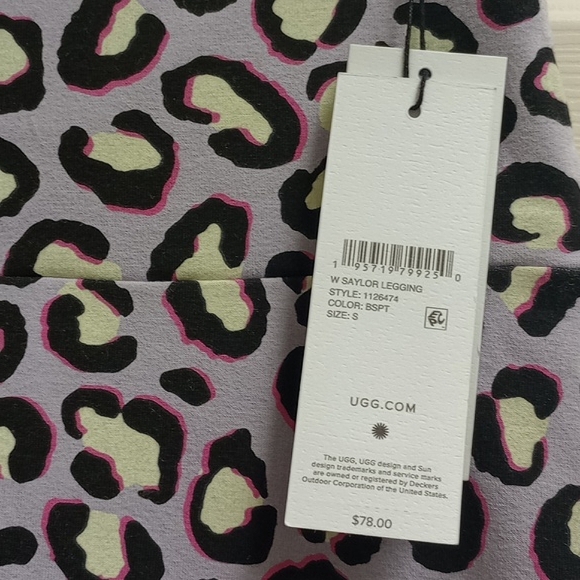 1 95719 79925 0
W SAYLOR LEGGING
STYLE: 1126474
COLOR: BSPT
SIZE: S
UGG.COM
The UGG, UGG design and Sun
design trademarks and service marks
are owned or registered by Deckers
Outdoor Corporation of the United States.
$78.00